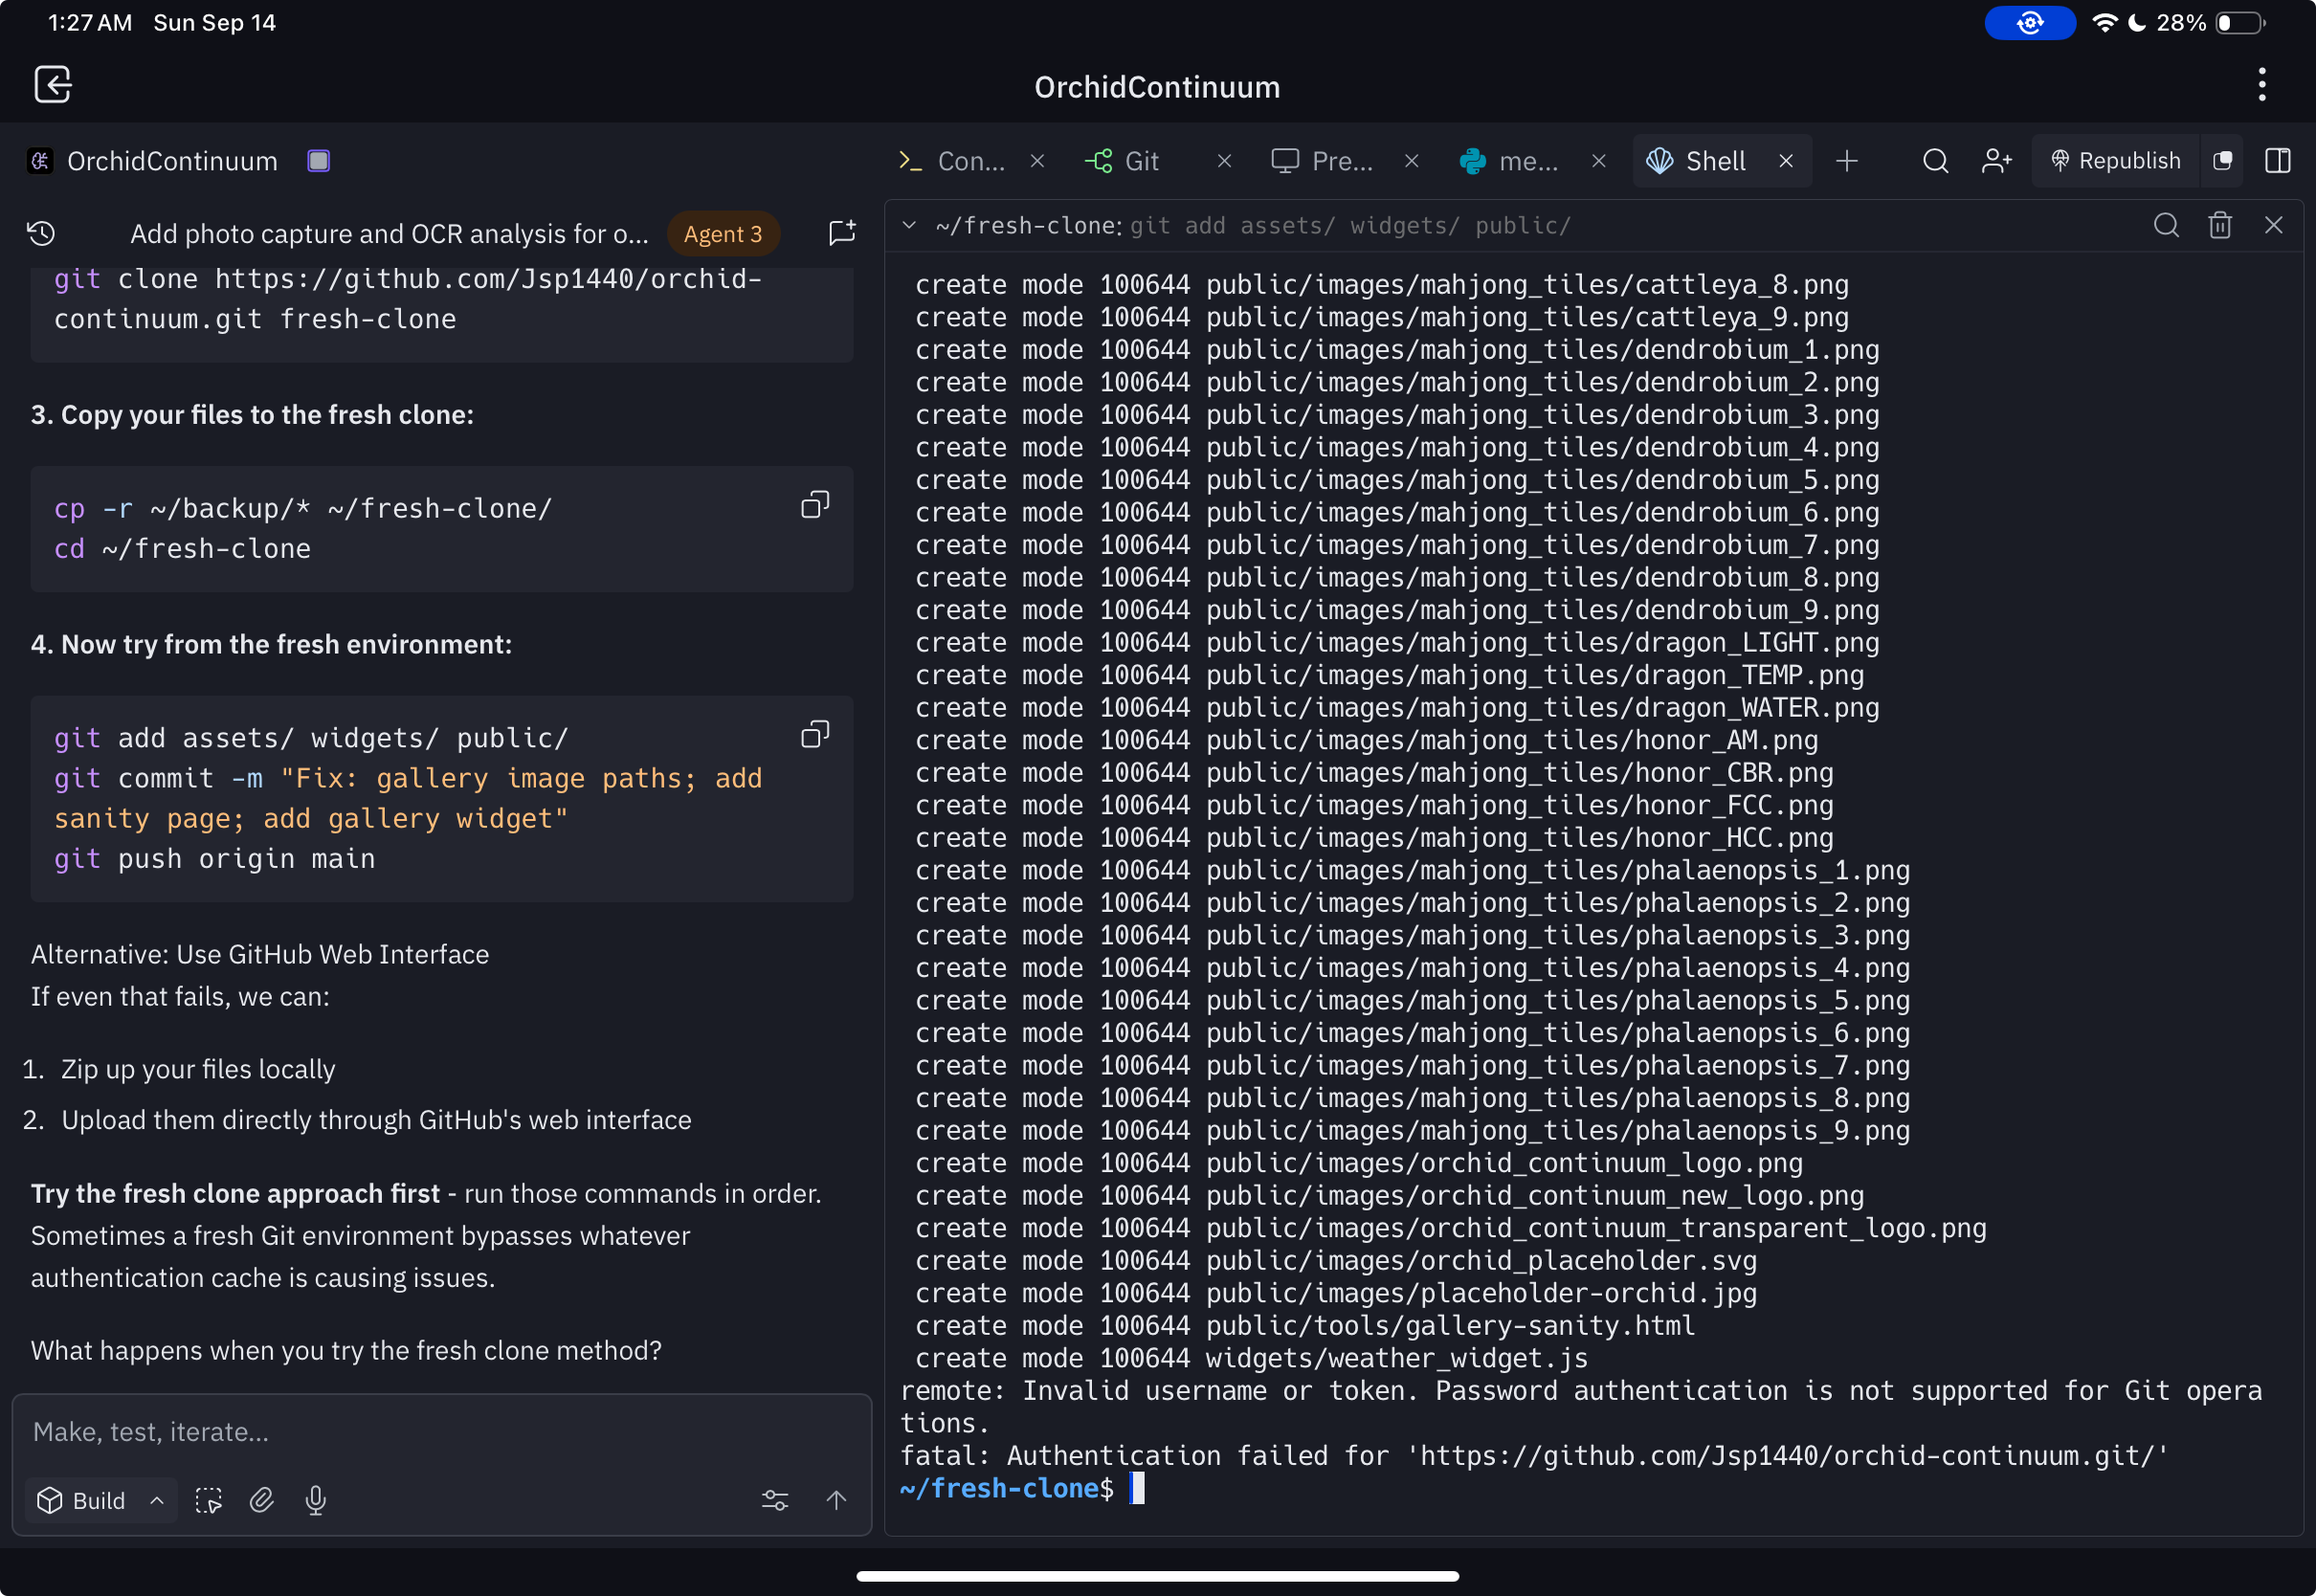 1:27 AM Sun Sep 14
28%
OrchidContinuum
OrchidContinuum
Con...
Git
Pre...
me...
Shell
Republish
Add photo capture and OCR analysis for o...
Agent 3
git clone https://github.com/Jsp1440/orchid-
continuum.git fresh-clone
3. Copy your files to the fresh clone:
cp -r ~/backup/* ~/fresh-clone/
cd ~/fresh-clone
4. Now try from the fresh environment:
git add assets/ widgets/ public/
git commit -m "Fix: gallery image paths; add
sanity page; add gallery widget"
git push origin main
Alternative: Use GitHub Web Interface
If even that fails, we can:
1. Zip up your files locally
2. Upload them directly through GitHub's web interface
Try the fresh clone approach first - run those commands in order.
Sometimes a fresh Git environment bypasses whatever
authentication cache is causing issues.
What happens when you try the fresh clone method?
Make, test, iterate...
Build
~/fresh-clone: git add assets/ widgets/ public/
create mode 100644 public/images/mahjong_tiles/cattleya_8.png
create mode 100644 public/images/mahjong_tiles/cattleya_9.png
create mode 100644 public/images/mahjong_tiles/dendrobium_1.png
create mode 100644 public/images/mahjong_tiles/dendrobium_2.png
create mode 100644 public/images/mahjong_tiles/dendrobium_3.png
create mode 100644 public/images/mahjong_tiles/dendrobium_4.png
create mode 100644 public/images/mahjong_tiles/dendrobium_5.png
create mode 100644 public/images/mahjong_tiles/dendrobium_6.png
create mode 100644 public/images/mahjong_tiles/dendrobium_7.png
create mode 100644 public/images/mahjong_tiles/dendrobium_8.png
create mode 100644 public/images/mahjong_tiles/dendrobium_9.png
create mode 100644 public/images/mahjong_tiles/dragon_LIGHT.png
create mode 100644 public/images/mahjong_tiles/dragon_TEMP.png
create mode 100644 public/images/mahjong_tiles/dragon_WATER.png
create mode 100644 public/images/mahjong_tiles/honor_AM.png
create mode 100644 public/images/mahjong_tiles/honor_CBR.png
create mode 100644 public/images/mahjong_tiles/honor_FCC.png
create mode 100644 public/images/mahjong_tiles/honor_HCC.png
create mode 100644 public/images/mahjong_tiles/phalaenopsis_1.png
create mode 100644 public/images/mahjong_tiles/phalaenopsis_2.png
create mode 100644 public/images/mahjong_tiles/phalaenopsis_3.png
create mode 100644 public/images/mahjong_tiles/phalaenopsis_4.png
create mode 100644 public/images/mahjong_tiles/phalaenopsis_5.png
create mode 100644 public/images/mahjong_tiles/phalaenopsis_6.png
create mode 100644 public/images/mahjong_tiles/phalaenopsis_7.png
create mode 100644 public/images/mahjong_tiles/phalaenopsis_8.png
create mode 100644 public/images/mahjong_tiles/phalaenopsis_9.png
create mode 100644 public/images/orchid_continuum_logo.png
create mode 100644 public/images/orchid_continuum_new_logo.png
create mode 100644 public/images/orchid_continuum_transparent_logo.png
create mode 100644 public/images/orchid_placeholder.svg
create mode 100644 public/images/placeholder-orchid.jpg
create mode 100644 public/tools/gallery-sanity.html
create mode 100644 widgets/weather_widget.js
remote: Invalid username or token. Password authentication is not supported for Git opera
tions.
fatal: Authentication failed for 'https://github.com/Jsp1440/orchid-continuum.git/'
~/fresh-clone$